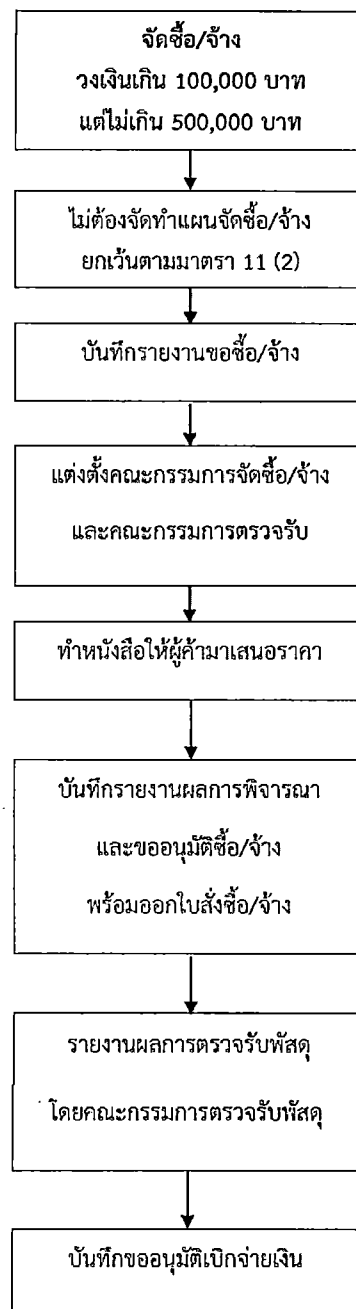 จัดซื้อ/จ้าง
วงเงินเกิน 100,000 บาท
แต่ไม่เกิน 500,000 บาท
ไม่ต้องจัดทำแผนจัดซื้อ/จ้าง
ยกเว้นตามมาตรา 11 (2)
บันทึกรายงานขอซื้อ/จ้าง
แต่งตั้งคณะกรรมการจัดซื้อ/จ้าง
และคณะกรรมการตรวจรับ
ทำหนังสือให้ผู้ค้ามาเสนอราคา
บันทึกรายงานผลการพิจารณา
และขออนุมัติซื้อ/จ้าง
พร้อมออกใบสั่งซื้อ/จ้าง
รายงานผลการตรวจรับพัสดุ
โดยคณะกรรมการตรวจรับพัสดุ
บันทึกขออนุมัติเบิกจ่ายเงิน